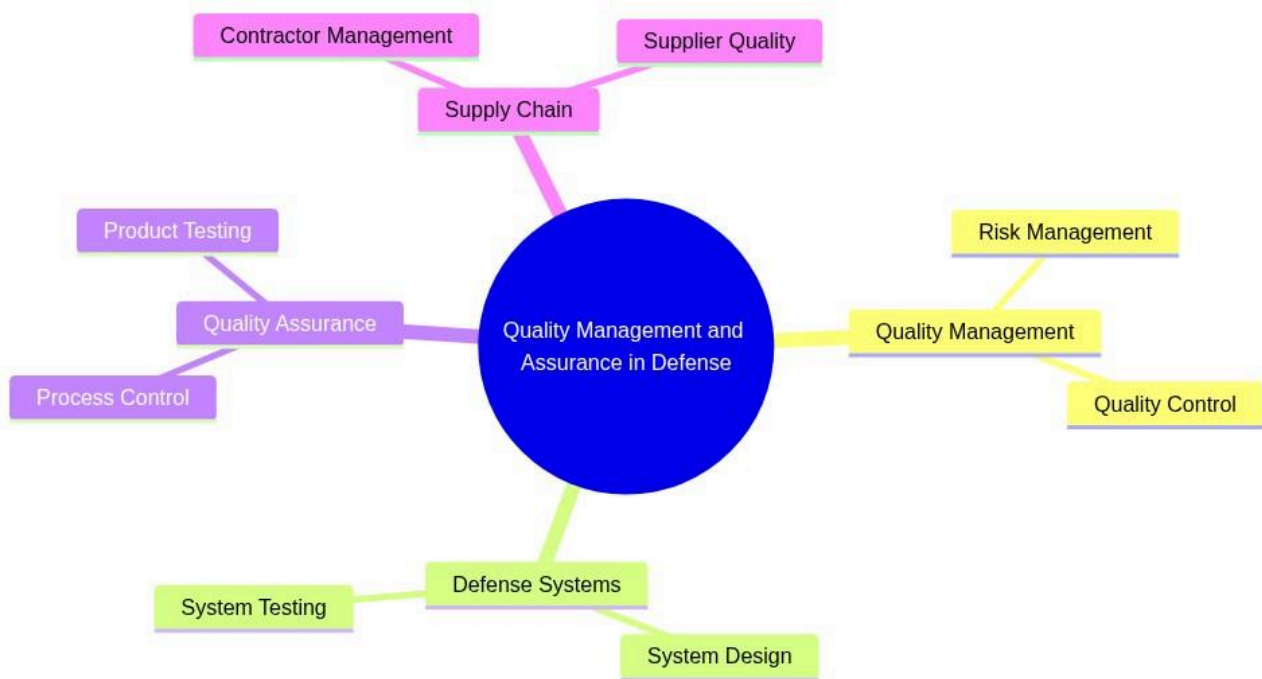 Contractor Management
Supplier Quality
Supply Chain
Product Testing
Risk Management
Quality Assurance
Quality Management and
Assurance in Defense
Quality Management
Process Control
Quality Control
Defense Systems
System Testing
System Design